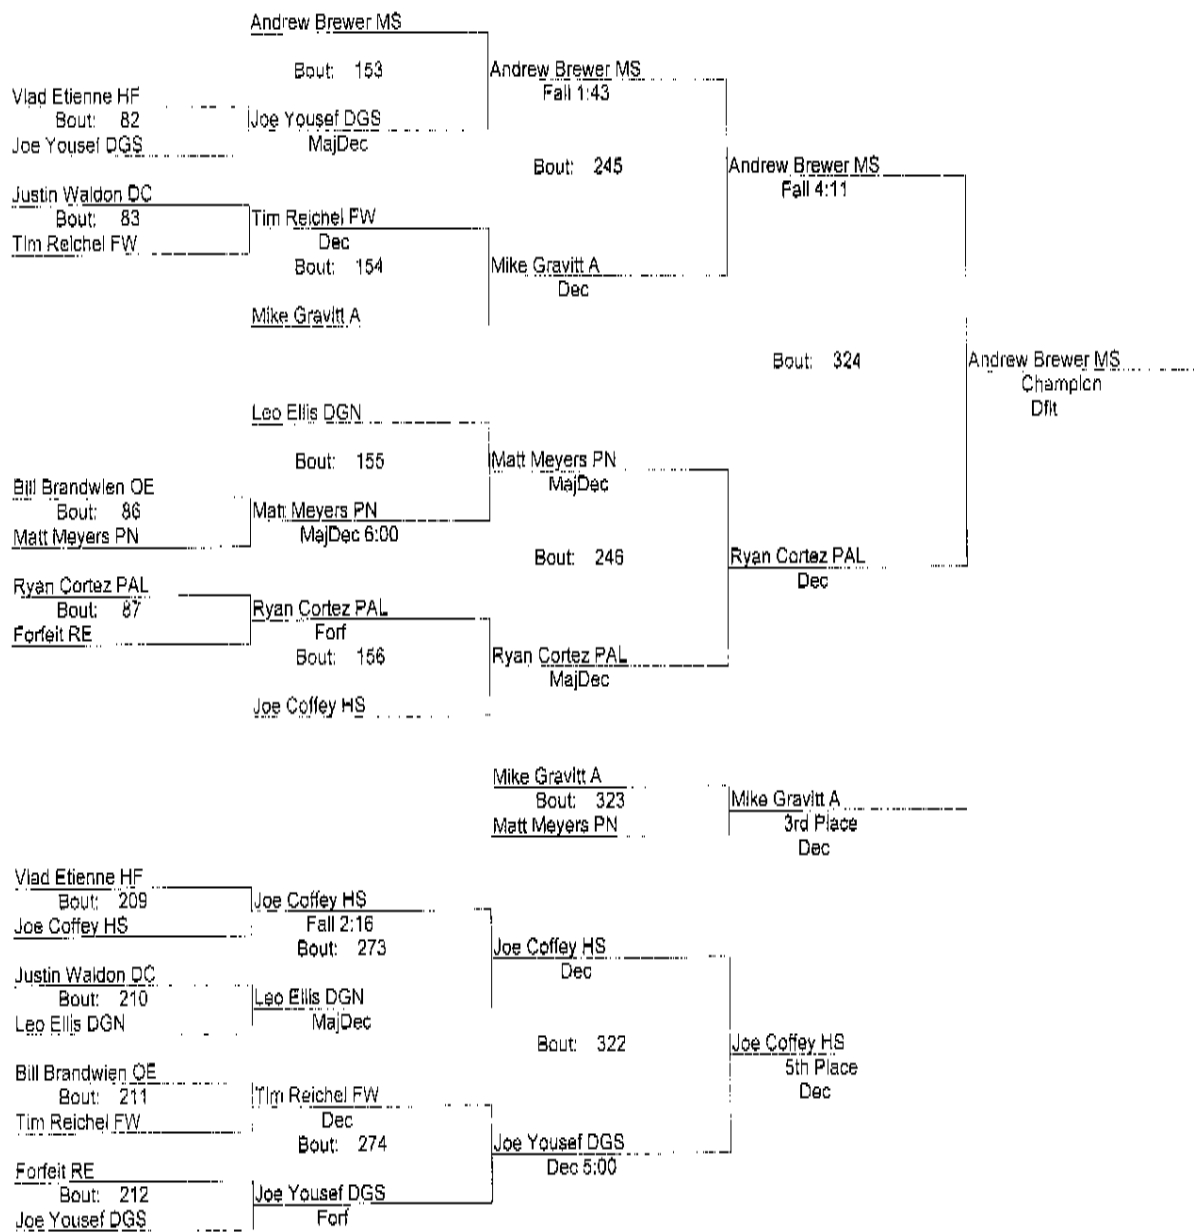 Andrew Brewer MS
Bout: 153
Andrew Brewer MS
Fall 1:43
Vlad Etienne HF
Bout: 82
Joe Yousef DGS
Joe Yousef DGS
MajDec
Bout: 245
Andrew Brewer MS
Fall 4:11
Justin Waldon DC
Bout: 83
Tim Reichel FW
Tim Reichel FW
Dec
Bout: 154
Mike Gravitt A
Dec
Mike Gravitt A
Bout: 324
Andrew Brewer MS
Champion
Dflt
Leo Ellis DGN
Bout: 155
Matt Meyers PN
MajDec
Bill Brandwien OE
Bout: 86
Matt Meyers PN
Matt Meyers PN
MajDec 6:00
Bout: 246
Ryan Cortez PAL
Dec
Ryan Cortez PAL
Bout: 87
Forfeit RE
Ryan Cortez PAL
Forf
Bout: 156
Ryan Cortez PAL
MajDec
Joe Coffey HS
Mike Gravitt A
Bout: 323
Matt Meyers PN
Mike Gravitt A
3rd Place
Dec
Vlad Etienne HF
Bout: 209
Joe Coffey HS
Joe Coffey HS
Fall 2:16
Bout: 273
Joe Coffey HS
Dec
Justin Waldon DC
Bout: 210
Leo Ellis DGN
Leo Ellis DGN
MajDec
Bout: 322
Joe Coffey HS
5th Place
Dec
Bill Brandwien OE
Bout: 211
Tim Reichel FW
Tim Reichel FW
Dec
Bout: 274
Joe Yousef DGS
Dec 5:00
Forfeit RE
Bout: 212
Joe Yousef DGS
Joe Yousef DGS
Forf